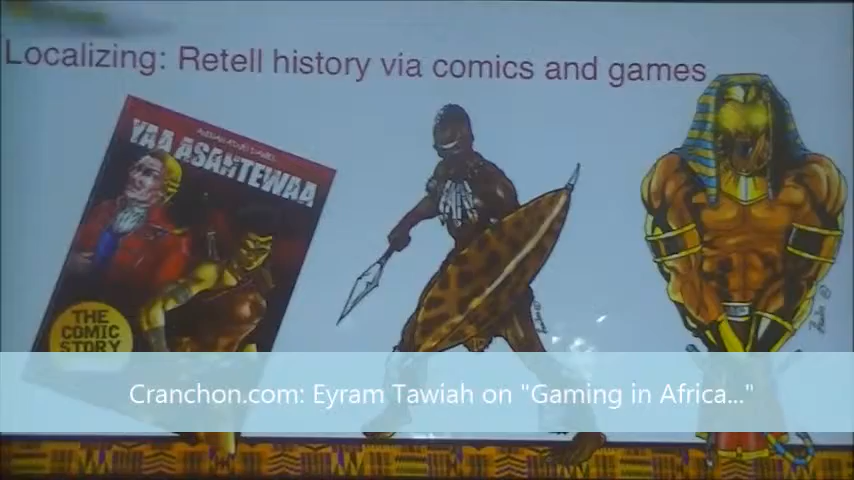 Localizing: Retell history via comics and games
YAA ASANTEWAA
THE
COMIC
STORY
Cranchon.com: Eyram Tawiah on "Gaming in Africa..."